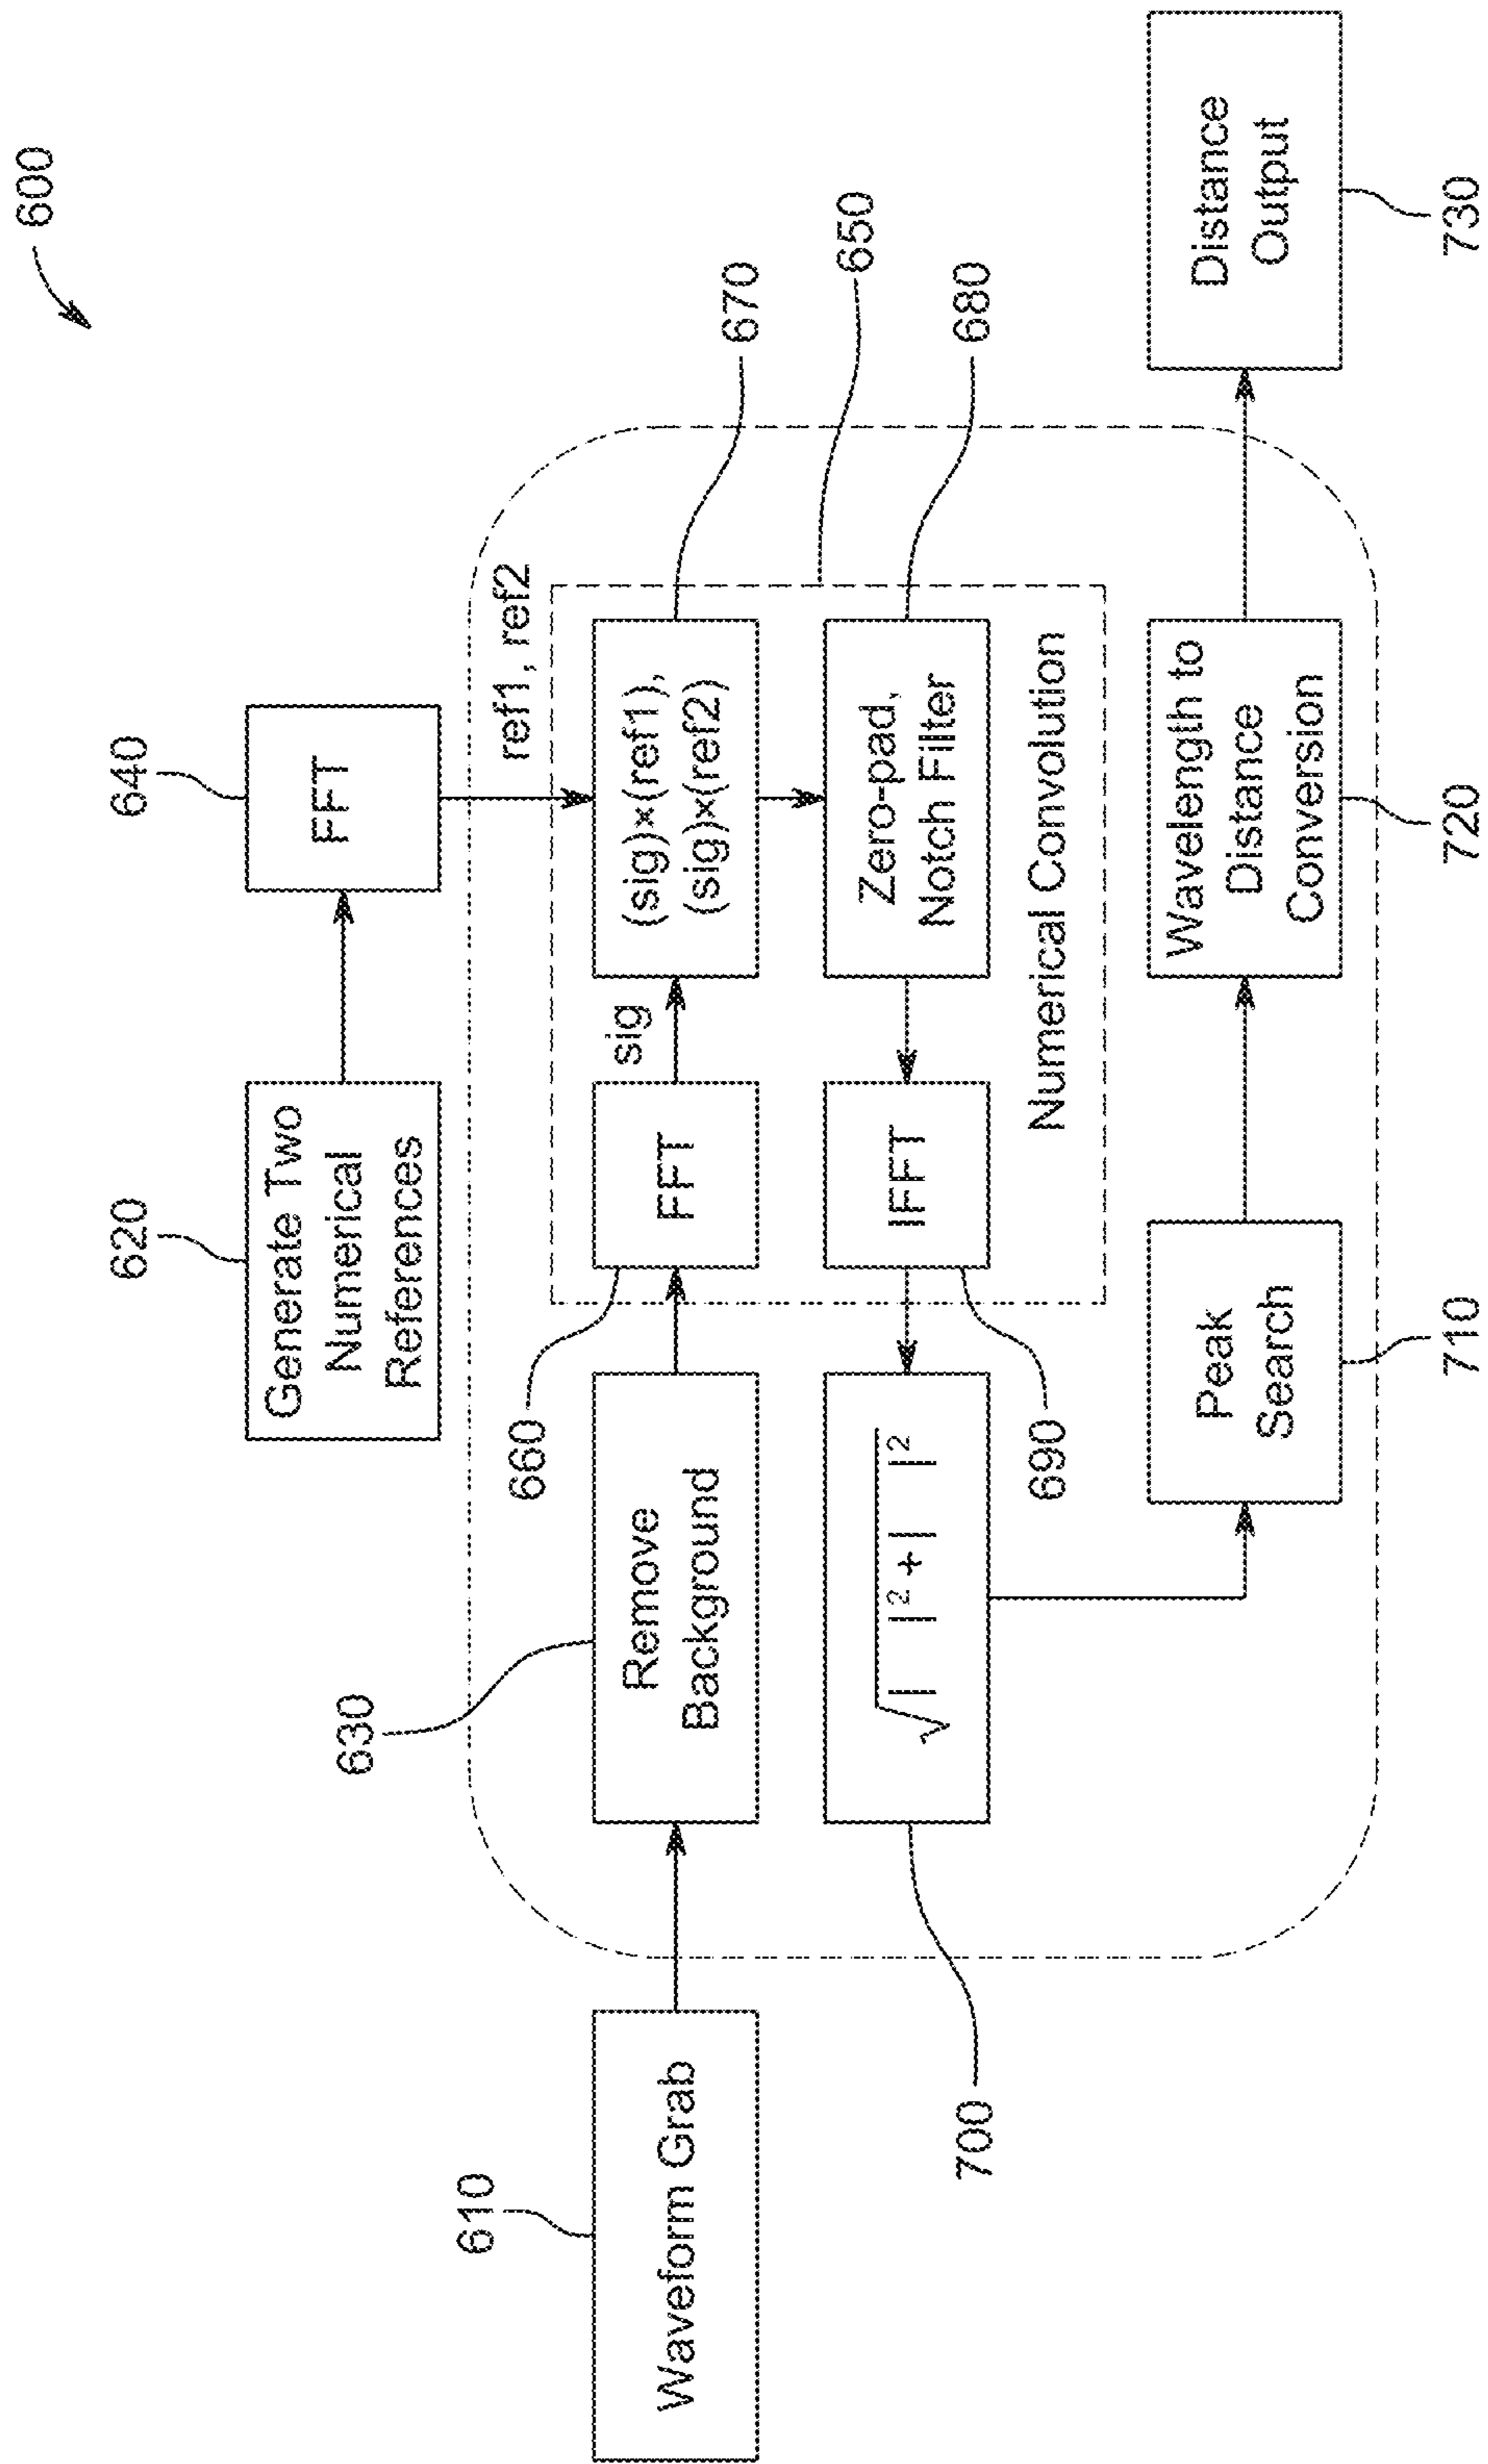 600
620
Generate Two
Numerical
References
640
FFT
ref1, ref2
610
Waveform Grab
630
Remove
Background
660
FFT
sig
(sig)×(ref1),
(sig)×(ref2)
670
650
700
√| |²+| |²
690
IFFT
Zero-pad,
Notch Filter
680
Numerical Convolution
Peak
Search
710
Wavelength to
Distance
Conversion
720
Distance
Output
730